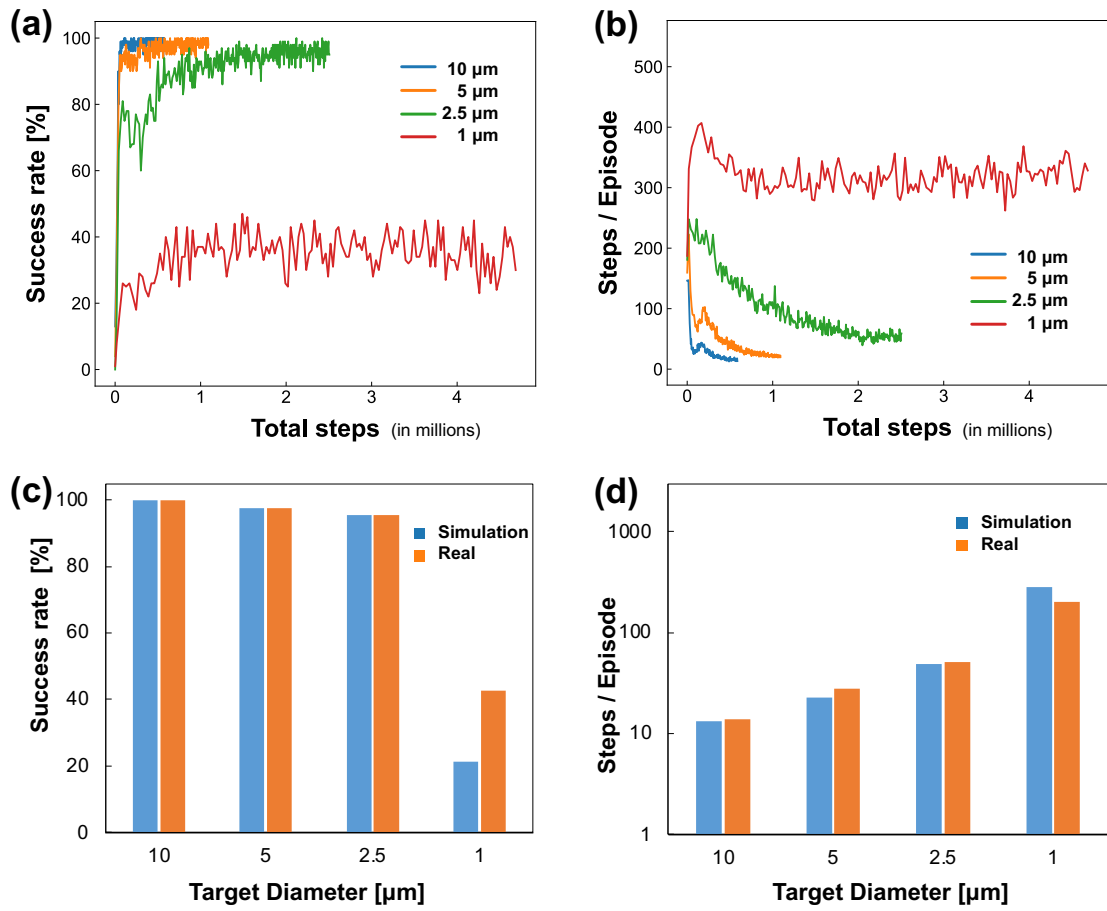 (a)
Success rate [%]
100
80
60
40
20
0
10 µm
5 µm
2.5 µm
1 µm
0 1 2 3 4
Total steps (in millions)
(b)
Steps / Episode
500
400
300
200
100
0
10 µm
5 µm
2.5 µm
1 µm
0 1 2 3 4
Total steps (in millions)
(c)
Success rate [%]
100
80
60
40
20
0
Simulation
Real
10 5 2.5 1
Target Diameter [µm]
(d)
Steps / Episode
1000
100
10
1
Simulation
Real
10 5 2.5 1
Target Diameter [µm]